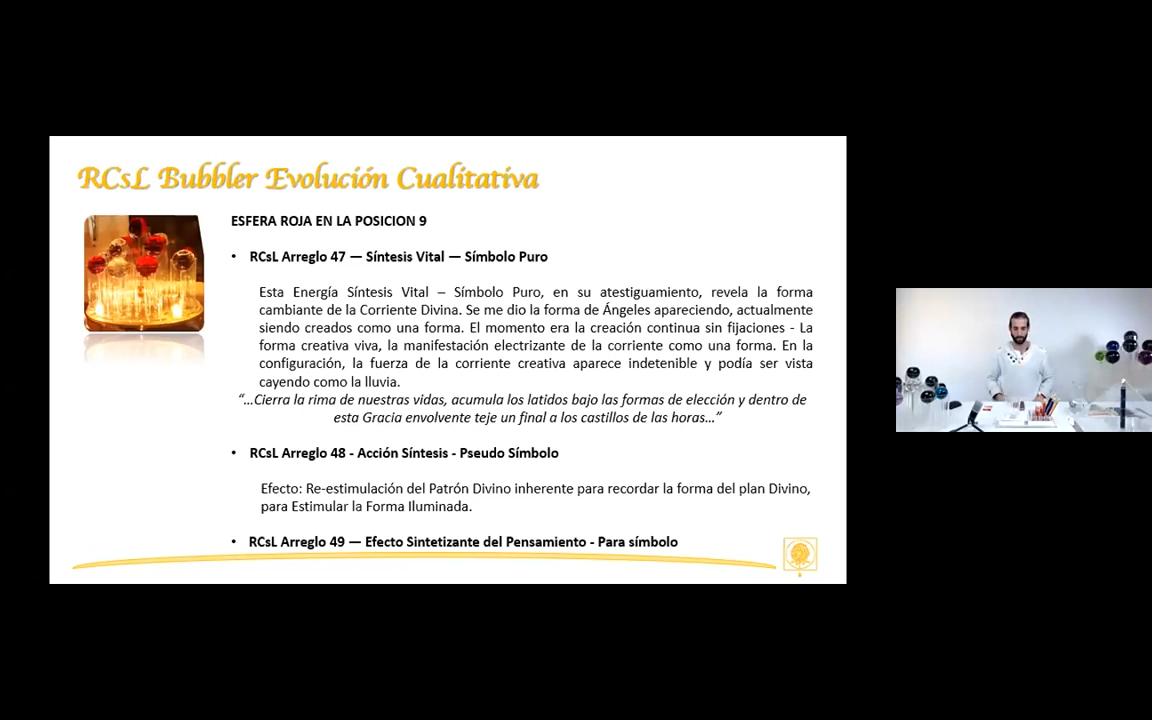 RCsL Bubbler Evolución Cualitativa
ESFERA ROJA EN LA POSICION 9
• RCsL Arreglo 47 — Síntesis Vital — Símbolo Puro
Esta Energía Síntesis Vital – Símbolo Puro, en su atestiguamiento, revela la forma
cambiante de la Corriente Divina. Se me dio la forma de Ángeles apareciendo, actualmente
siendo creados como una forma. El momento era la creación continua sin fijaciones - La
forma creativa viva, la manifestación electrizante de la corriente como una forma. En la
configuración, la fuerza de la corriente creativa aparece indetenible y podía ser vista
cayendo como la lluvia.
“…Cierra la rima de nuestras vidas, acumula los latidos bajo las formas de elección y dentro de
esta Gracia envolvente teje un final a los castillos de las horas…”
• RCsL Arreglo 48 - Acción Síntesis - Pseudo Símbolo
Efecto: Re-estimulación del Patrón Divino inherente para recordar la forma del plan Divino,
para Estimular la Forma Iluminada.
• RCsL Arreglo 49 — Efecto Sintetizante del Pensamiento - Para símbolo